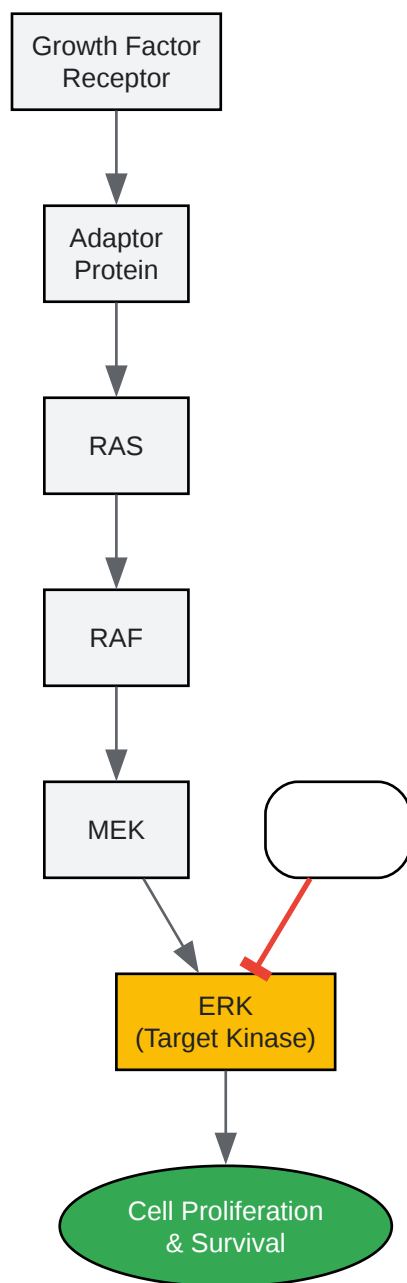 Growth Factor
Receptor
Adaptor
Protein
RAS
RAF
MEK
ERK
(Target Kinase)
Cell Proliferation
& Survival